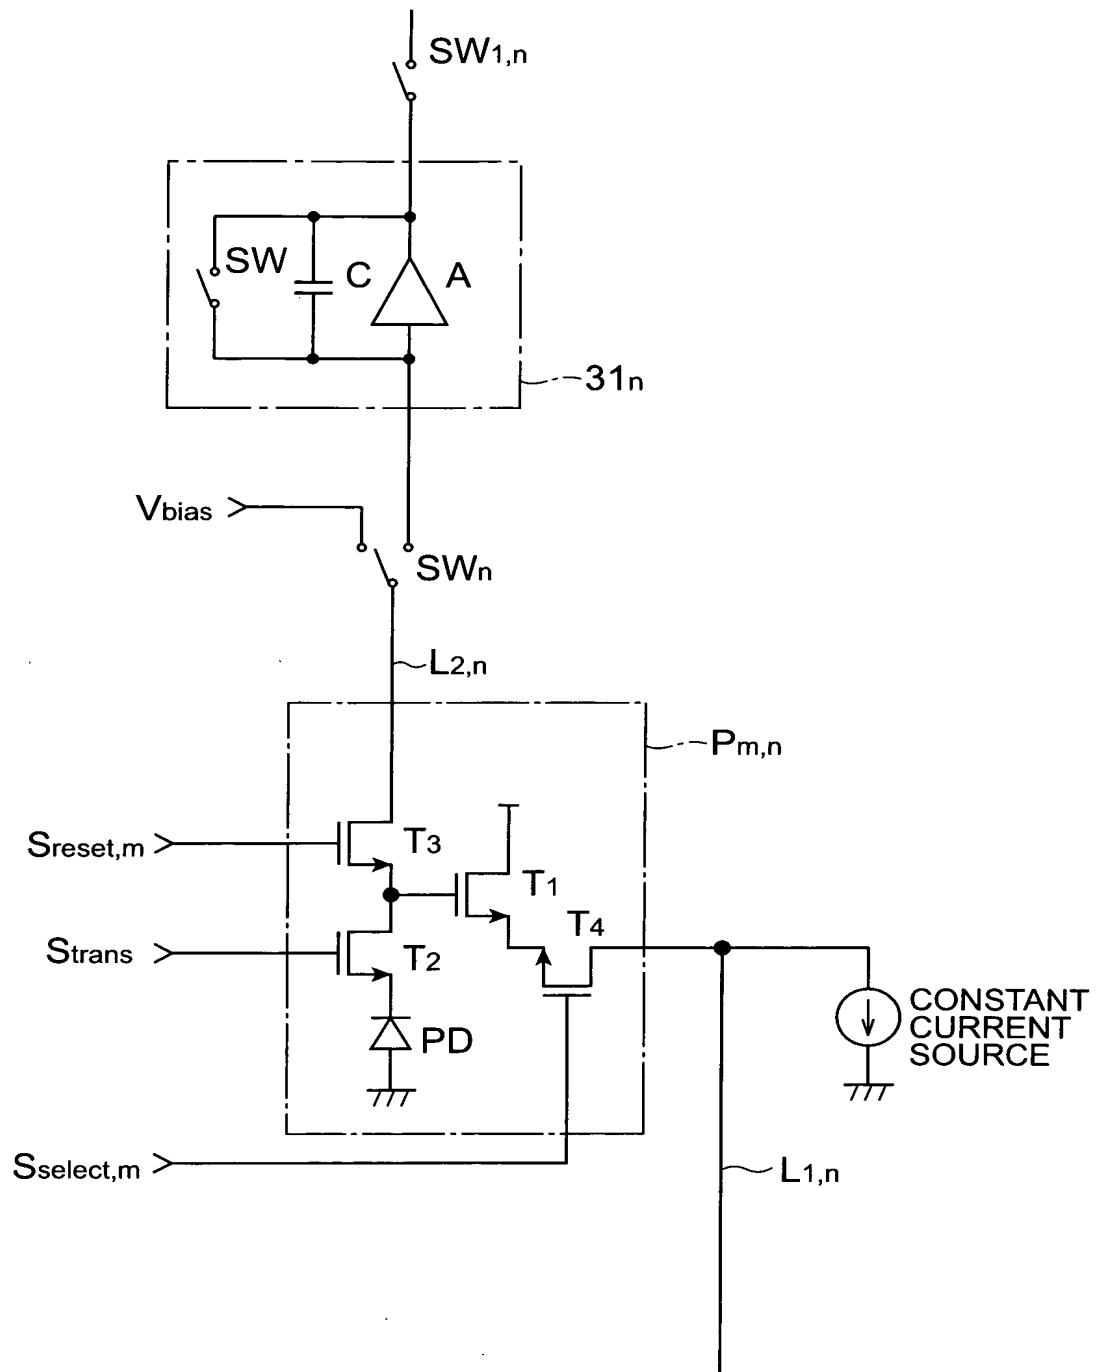 SW1,n
SW
C
A
31n
Vbias
SWn
L2,n
Pm,n
Sreset,m
T3
T1
T4
Strans
T2
CONSTANT
CURRENT
SOURCE
PD
Sselect,m
L1,n